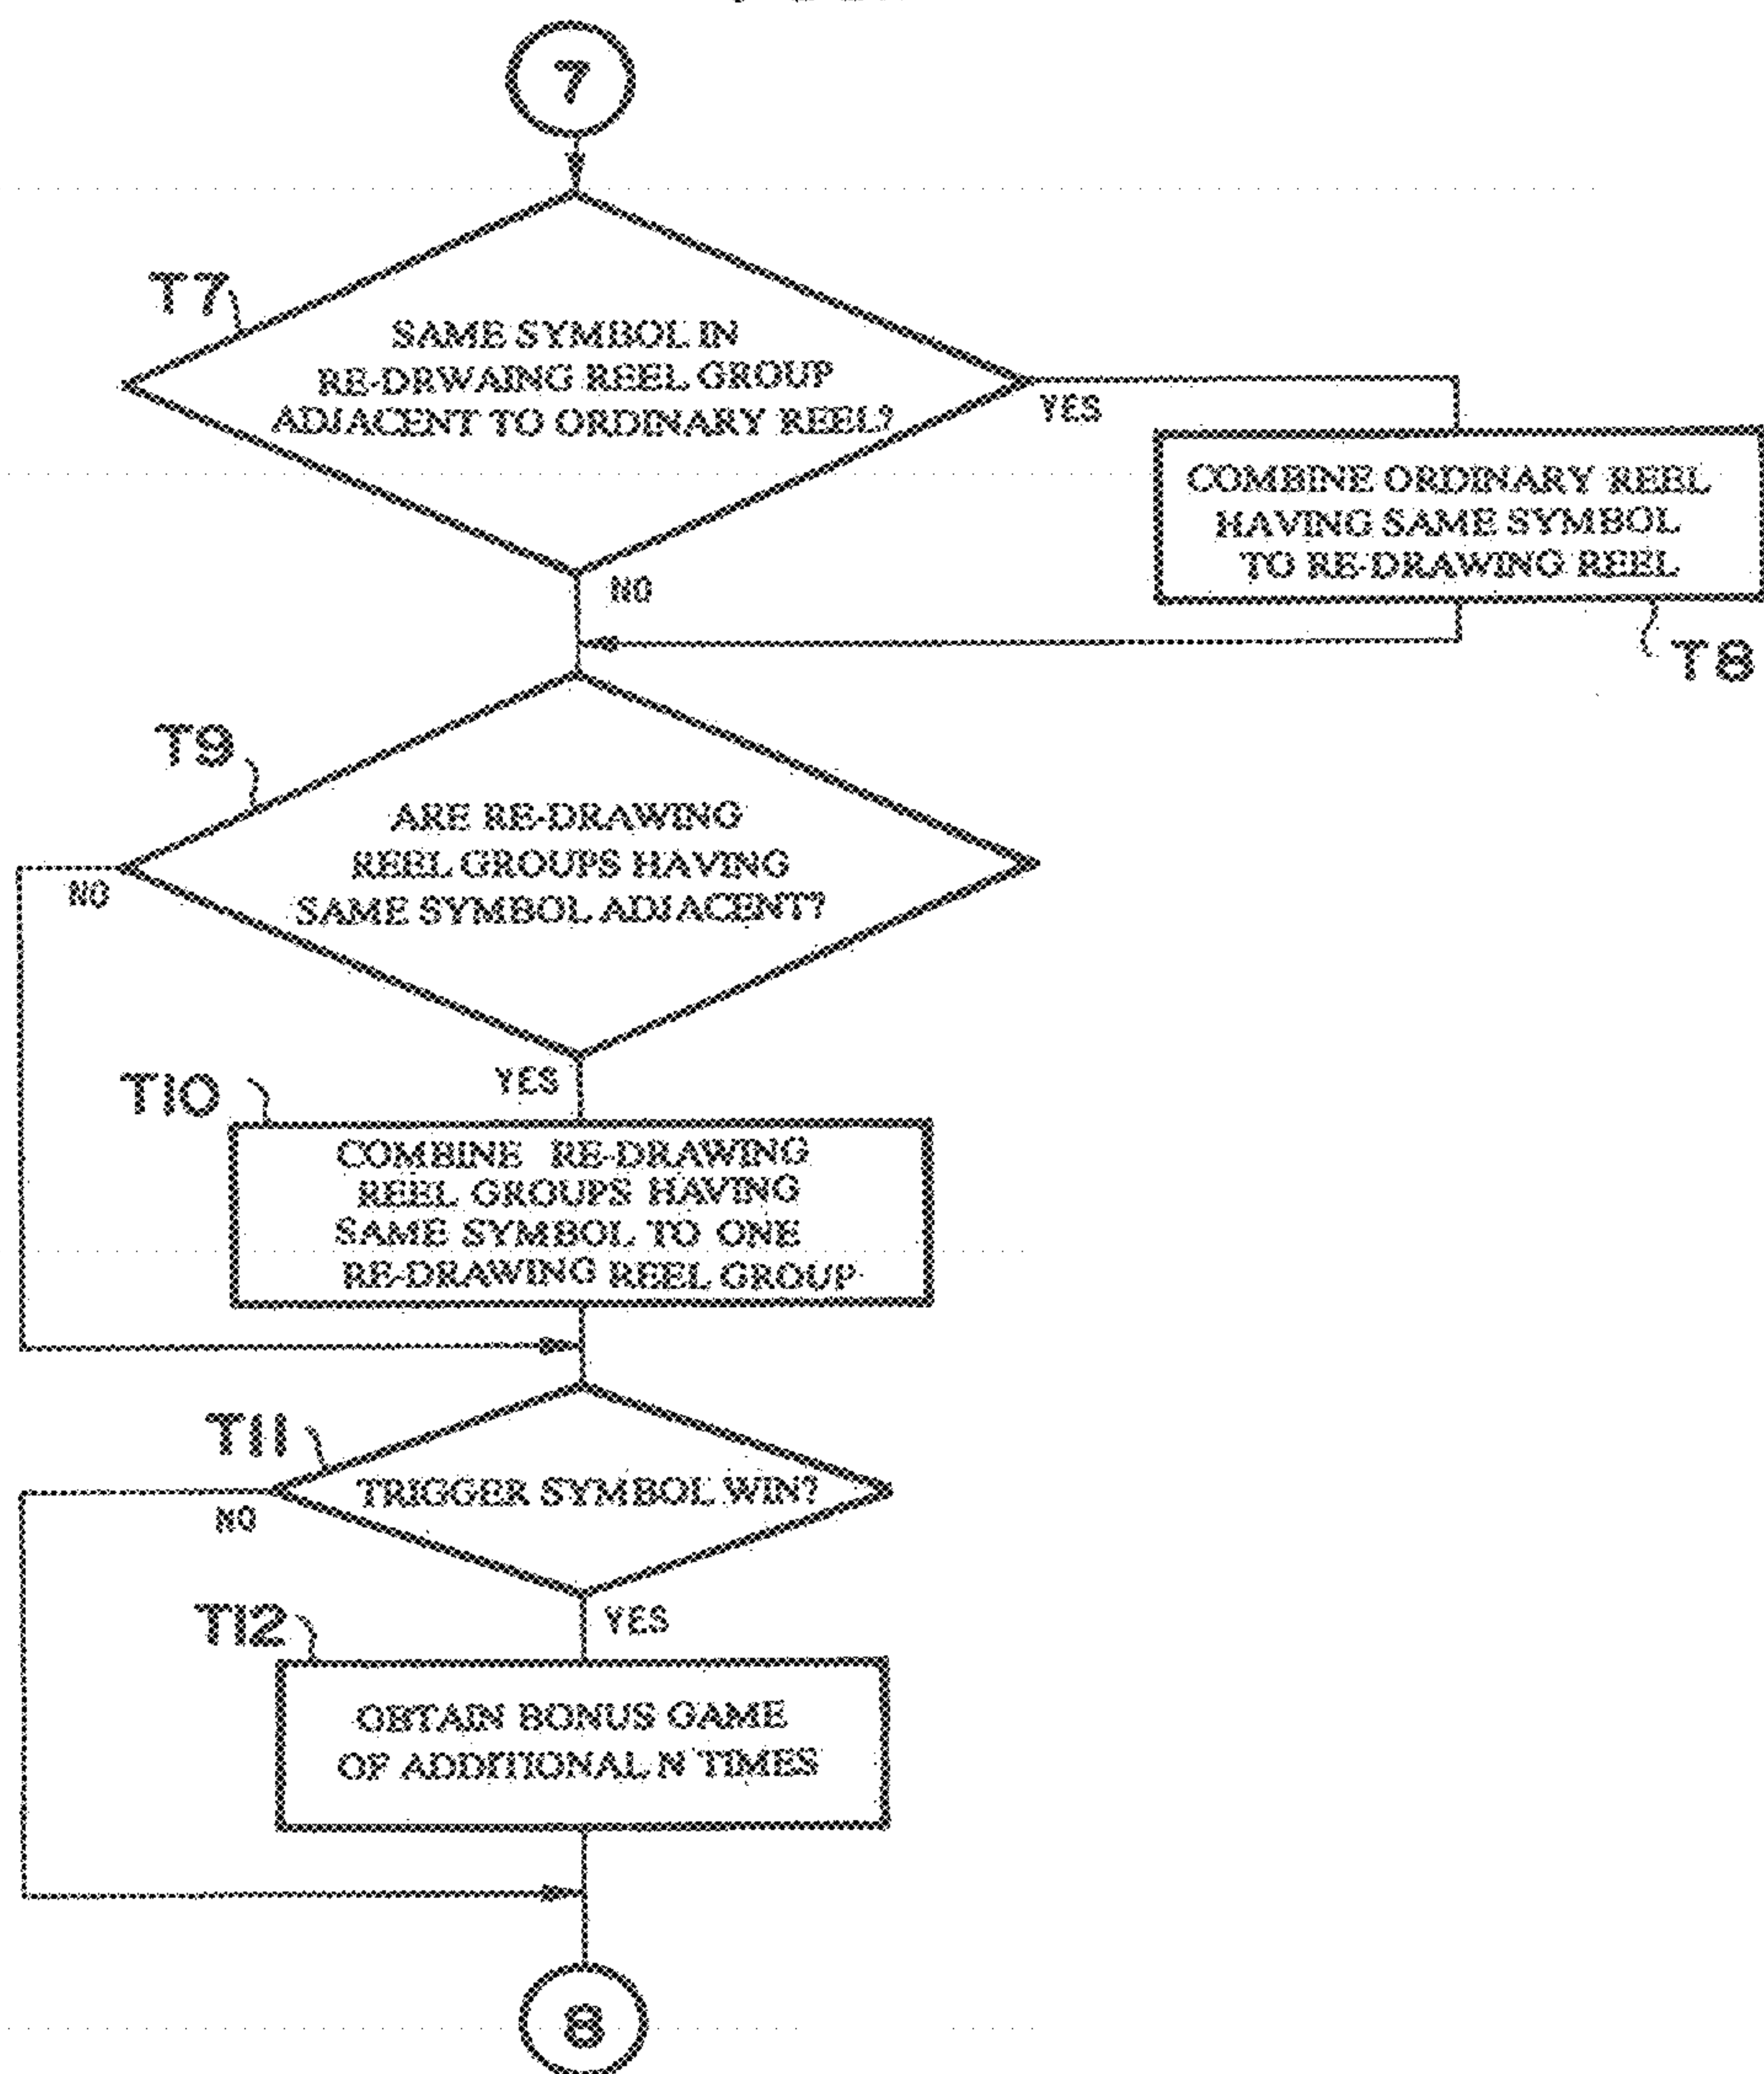 7
T7
SAME SYMBOL IN
RE-DRWAING REEL GROUP
ADJACENT TO ORDINARY REEL?
YES
COMBINE ORDINARY REEL
HAVING SAME SYMBOL
TO RE-DRAWING REEL
T8
NO
T9
ARE RE-DRAWING
REEL GROUPS HAVING
SAME SYMBOL ADJACENT?
NO
YES
T10
COMBINE RE-DRAWING
REEL GROUPS HAVING
SAME SYMBOL TO ONE
RE-DRAWING REEL GROUP
T11
TRIGGER SYMBOL WIN?
NO
YES
T12
OBTAIN BONUS GAME
OF ADDITIONAL N TIMES
8